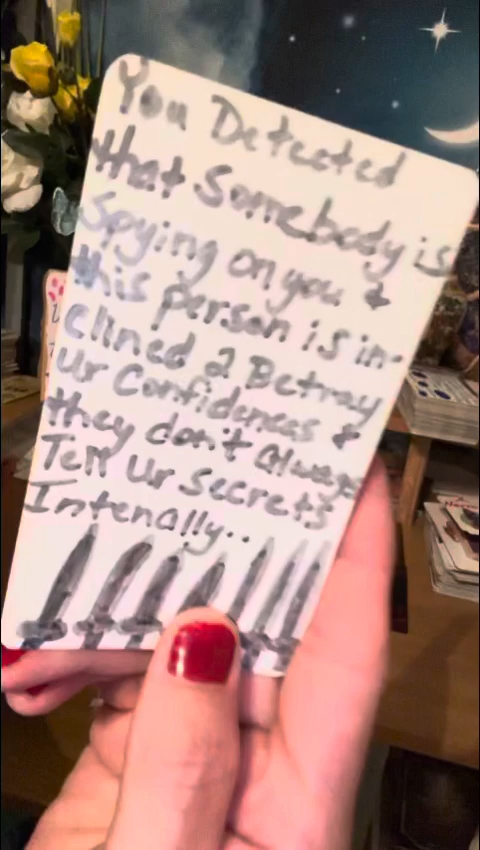 You Detected
that Somebody is
Spying on you &
this person is in-
clined 2 Betray
Ur Confidences &
they don't always
Tell Ur Secrets
Intenally..